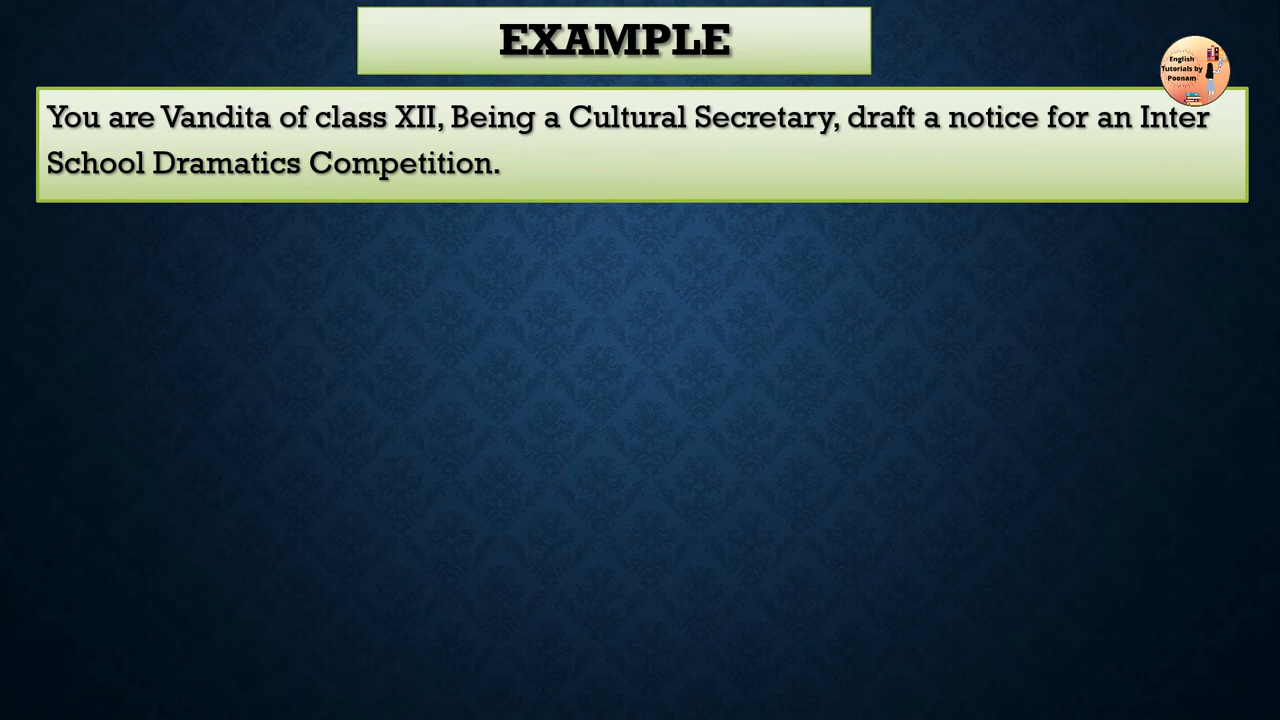 EXAMPLE
English
Tutorials by
Poonam
You are Vandita of class XII, Being a Cultural Secretary, draft a notice for an Inter
School Dramatics Competition.